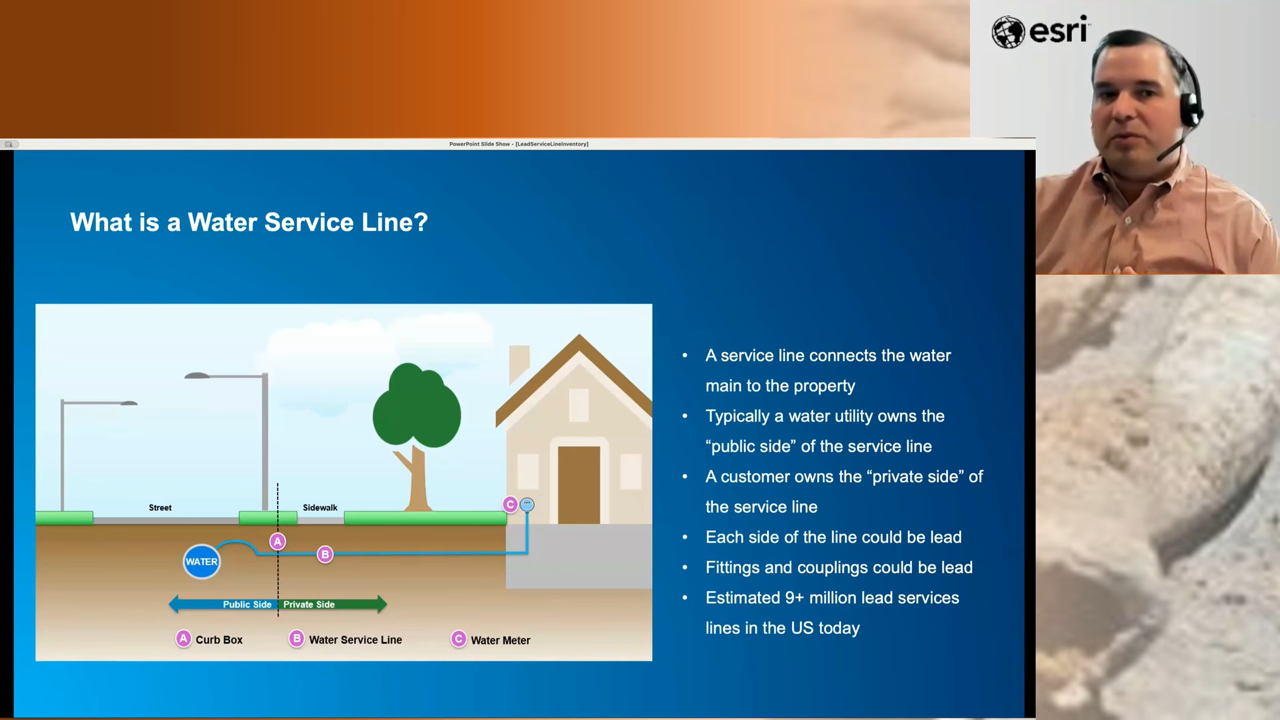 esri
PowerPoint Slide Show - [LeadServiceLineInventory]
What is a Water Service Line?
Street
Sidewalk
C
A
B
WATER
Public Side
Private Side
A Curb Box
B Water Service Line
C Water Meter
• A service line connects the water
main to the property
• Typically a water utility owns the
“public side” of the service line
• A customer owns the “private side” of
the service line
• Each side of the line could be lead
• Fittings and couplings could be lead
• Estimated 9+ million lead services
lines in the US today